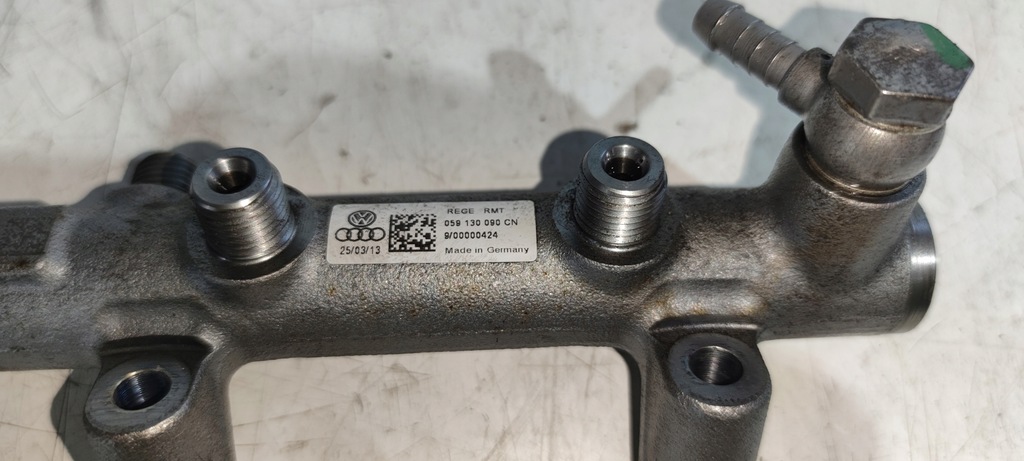 REGE RMT
059 130 090 CN
9/00000424
25/03/13 Made in Germany